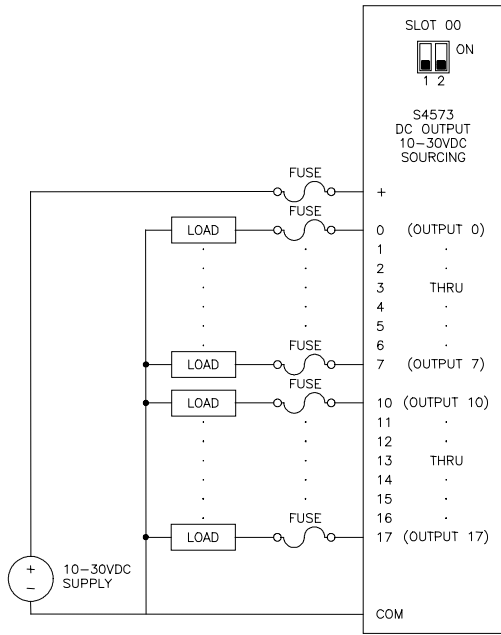 SLOT 00
ON
1 2
S4573
DC OUTPUT
10-30VDC
SOURCING
FUSE
+
FUSE
LOAD 0 (OUTPUT 0)
1 .
2 .
3 THRU
4 .
5 .
6 .
FUSE
LOAD 7 (OUTPUT 7)
FUSE
LOAD 10 (OUTPUT 10)
11 .
12 .
13 THRU
14 .
15 .
16 .
FUSE
LOAD 17 (OUTPUT 17)
+ 10-30VDC
- SUPPLY
COM